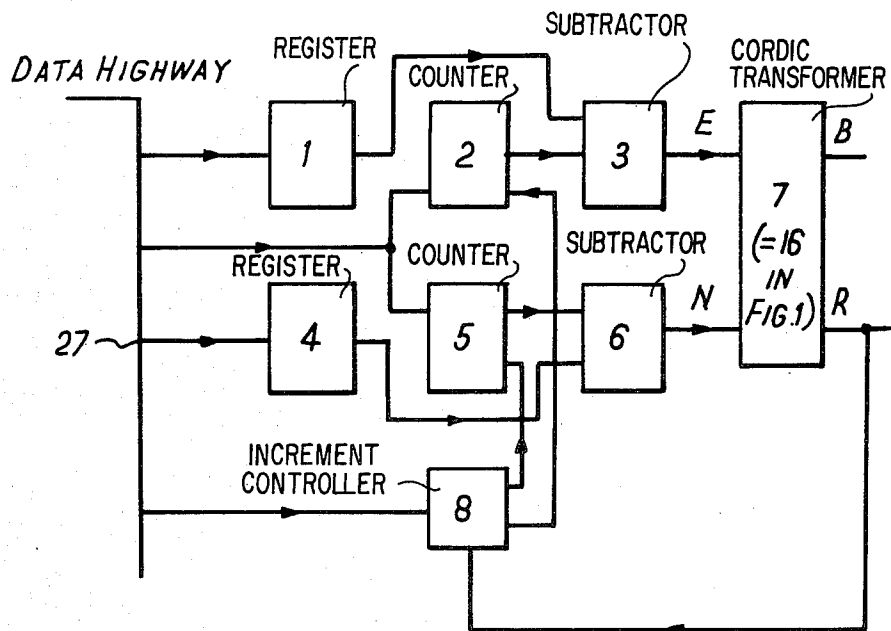 DATA HIGHWAY
REGISTER
1
COUNTER
2
SUBTRACTOR
3
E
CORDIC
TRANSFORMER
B
7
(=16
IN
FIG.1)
REGISTER
4
COUNTER
5
SUBTRACTOR
6
N
R
27
INCREMENT
CONTROLLER
8